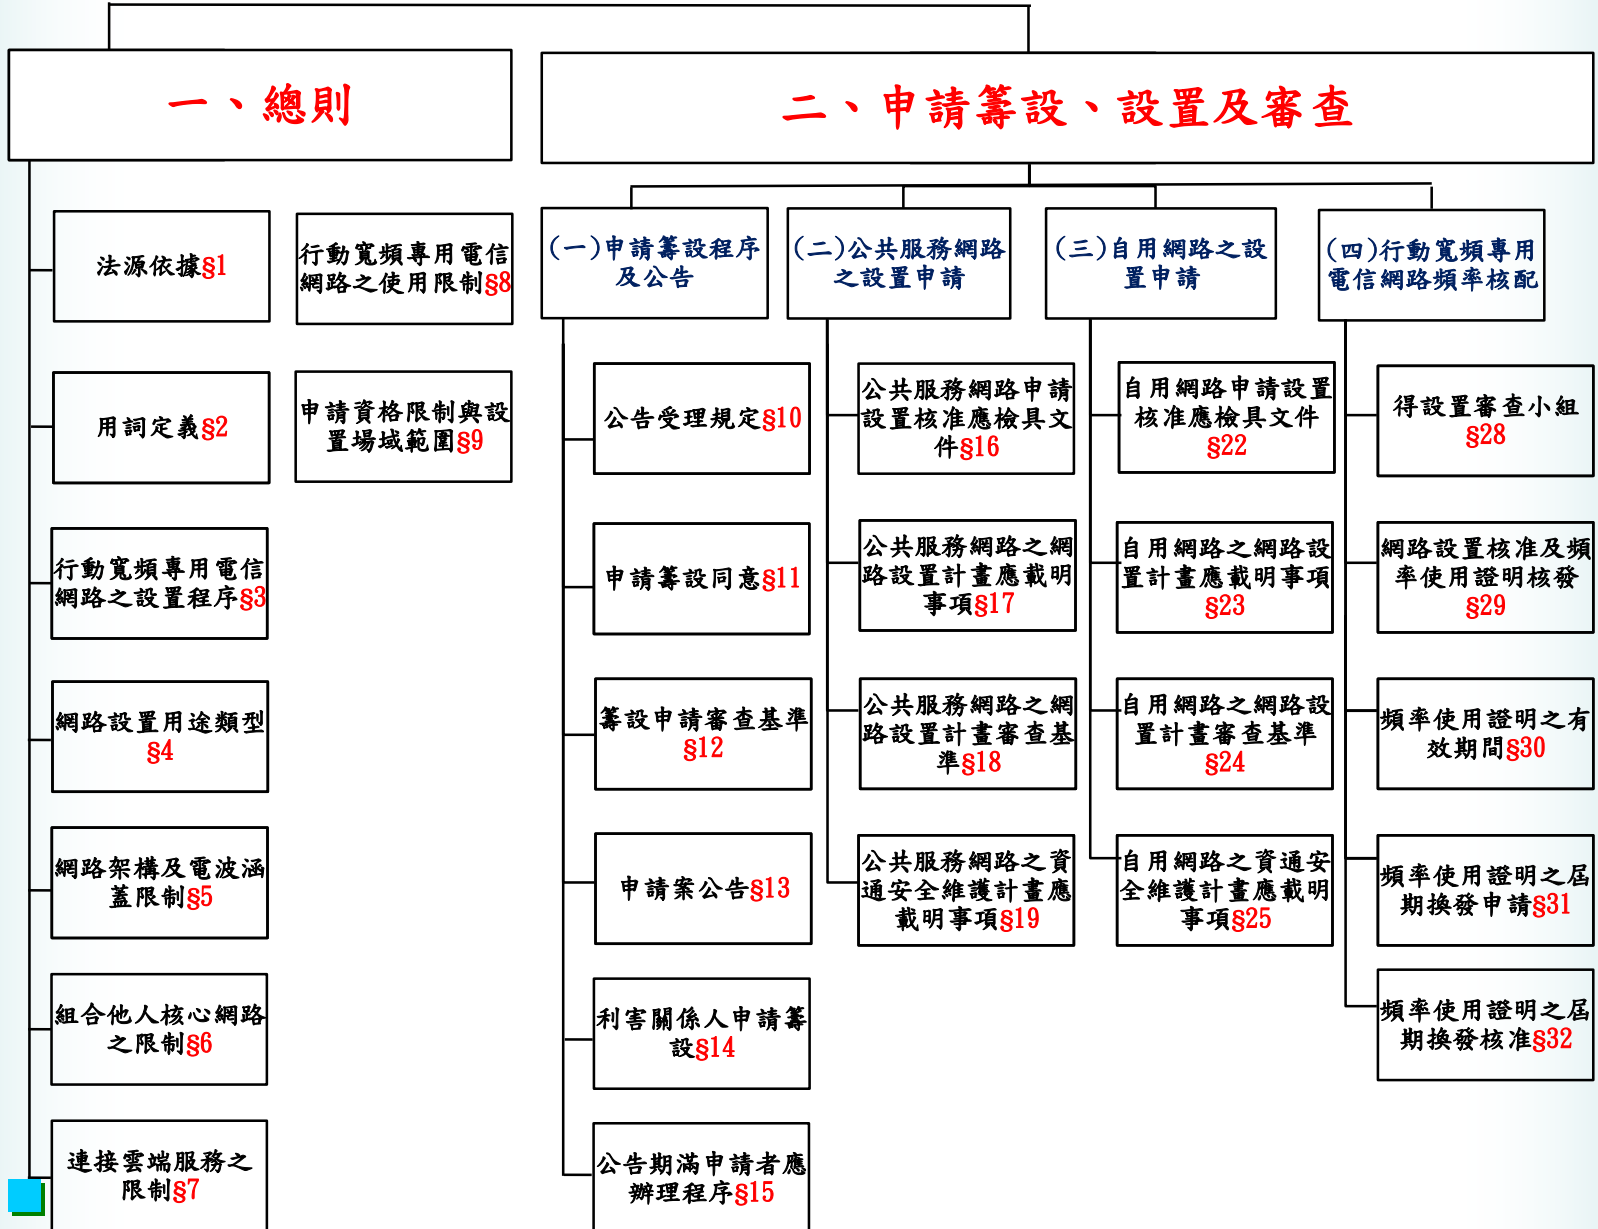 一、總則
法源依據§1
用詞定義§2
行動寬頻專用電信
網路之設置程序§3
網路設置用途類型
§4
網路架構及電波涵
蓋限制§5
組合他人核心網路
之限制§6
連接雲端服務之
限制§7
行動寬頻專用電信
網路之使用限制§8
申請資格限制與設
置場域範圍§9
二、申請籌設、設置及審查
(一)申請籌設程序
及公告
公告受理規定§10
申請籌設同意§11
籌設申請審查基準
§12
申請案公告§13
利害關係人申請籌
設§14
公告期滿申請者應
辦理程序§15
(二)公共服務網路
之設置申請
公共服務網路申請
設置核准應檢具文
件§16
公共服務網路之網
路設置計畫應載明
事項§17
公共服務網路之網
路設置計畫審查基
準§18
公共服務網路之資
通安全維護計畫應
載明事項§19
(三)自用網路之設
置申請
自用網路申請設置
核准應檢具文件
§22
自用網路之網路設
置計畫應載明事項
§23
自用網路之網路設
置計畫審查基準
§24
自用網路之資通安
全維護計畫應載明
事項§25
(四)行動寬頻專用
電信網路頻率核配
得設置審查小組
§28
網路設置核准及頻
率使用證明核發
§29
頻率使用證明之有
效期間§30
頻率使用證明之屆
期換發申請§31
頻率使用證明之屆
期換發核准§32